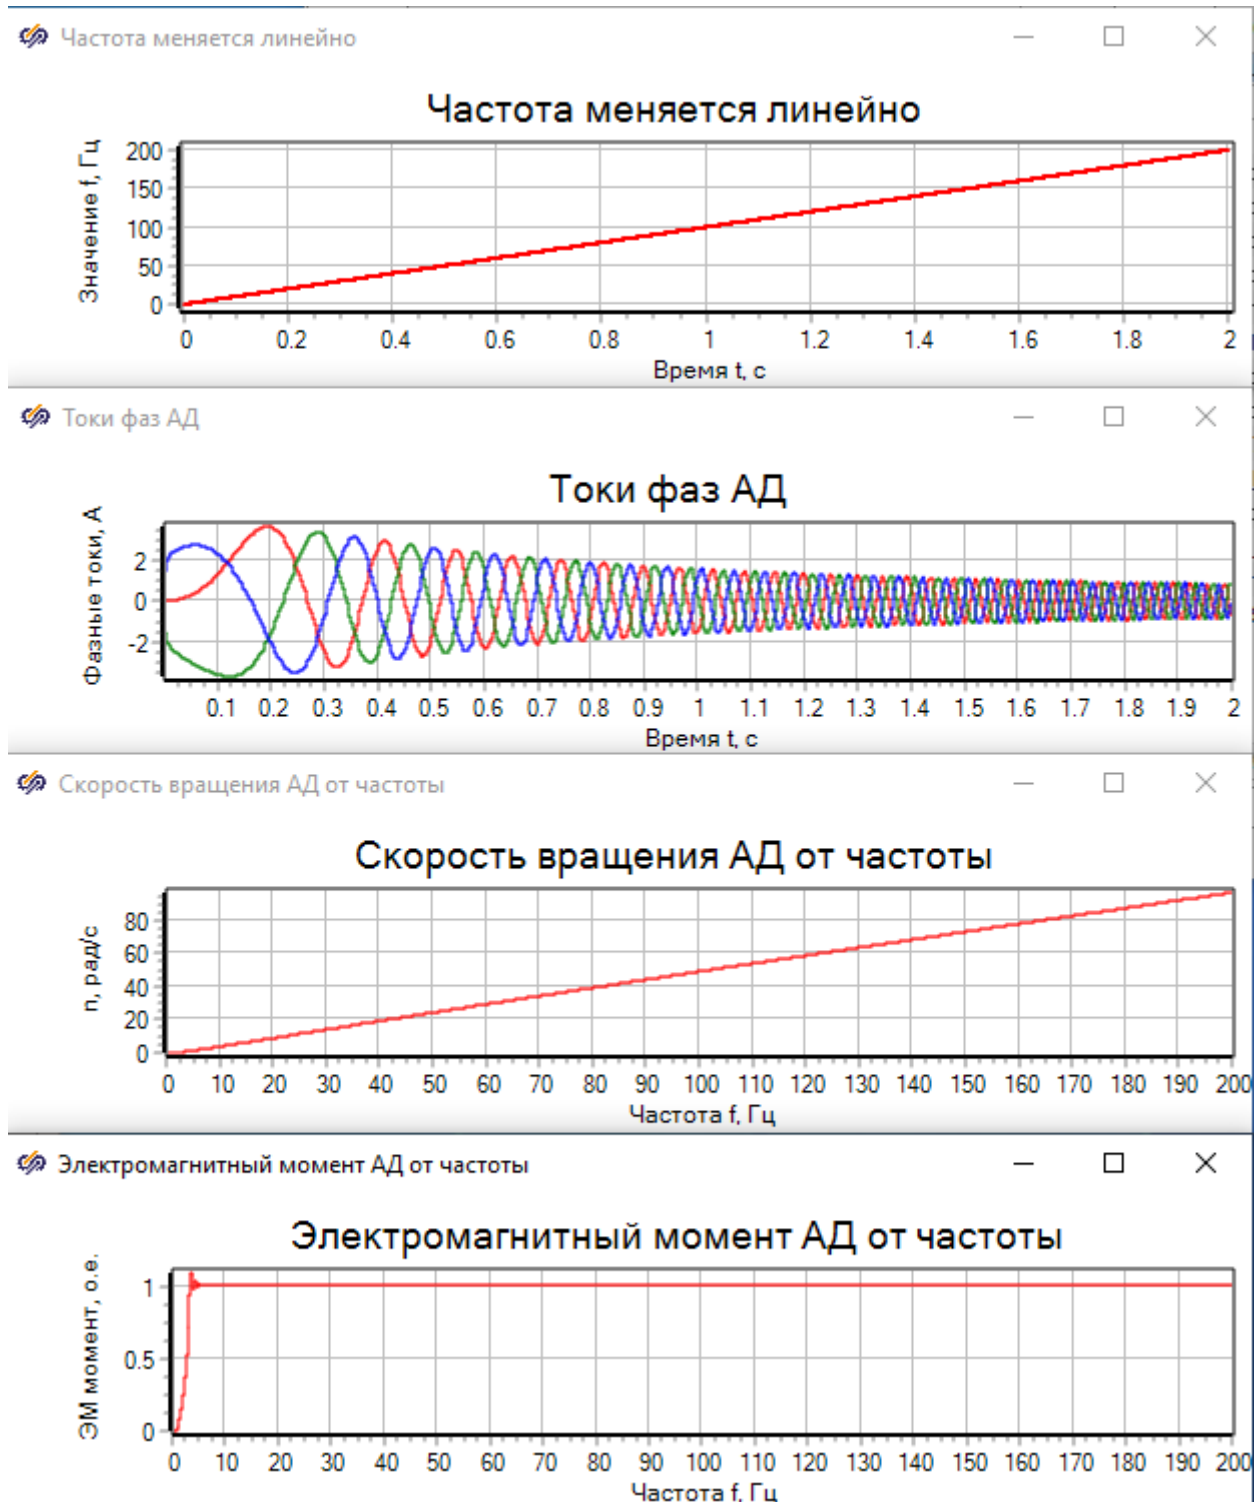 Частота меняется линейно
Частота меняется линейно
Значение f, Гц
200
150
100
50
0
0 0.2 0.4 0.6 0.8 1 1.2 1.4 1.6 1.8 2
Время t, с
Токи фаз АД
Токи фаз АД
Фазные токи, А
2
0
-2
0.1 0.2 0.3 0.4 0.5 0.6 0.7 0.8 0.9 1 1.1 1.2 1.3 1.4 1.5 1.6 1.7 1.8 1.9 2
Время t, с
Скорость вращения АД от частоты
Скорость вращения АД от частоты
n, рад/с
80
60
40
20
0
0 10 20 30 40 50 60 70 80 90 100 110 120 130 140 150 160 170 180 190 200
Частота f, Гц
Электромагнитный момент АД от частоты
Электромагнитный момент АД от частоты
ЭМ момент, о.е.
1
0.5
0
0 10 20 30 40 50 60 70 80 90 100 110 120 130 140 150 160 170 180 190 200
Частота f, Гц